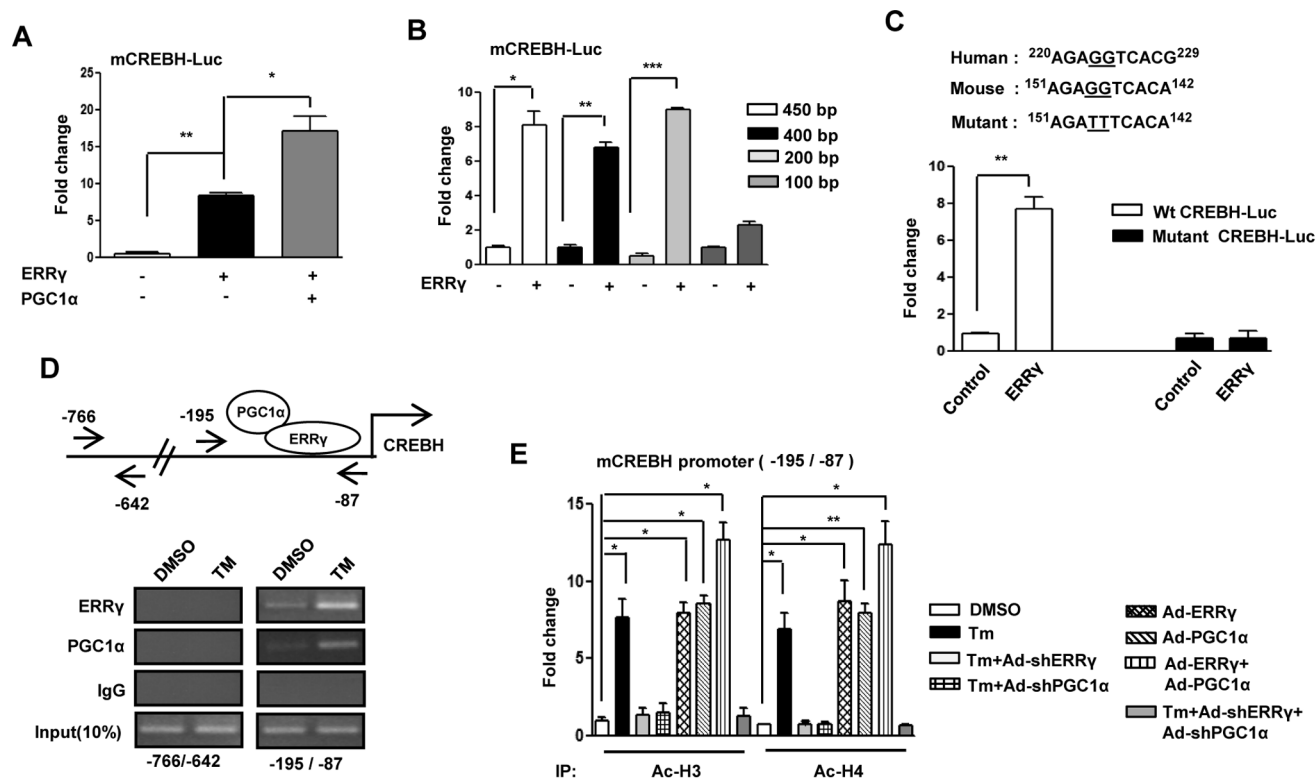 A
mCREBH-Luc
Fold change
25
20
15
10
5
0
**
*
ERRγ - + +
PGC1α - - +
B
mCREBH-Luc
Fold change
10
8
6
4
2
0
*
**
***
450 bp
400 bp
200 bp
100 bp
ERRγ - + - + - + - +
C
Human : 220AGAGGTCACG229
Mouse : 151AGAGGTCACA142
Mutant : 151AGATTTCACA142
Fold change
10
8
6
4
2
0
**
Wt CREBH-Luc
Mutant CREBH-Luc
Control ERRγ Control ERRγ
D
-766
-195
PGC1α
ERRγ
CREBH
-642
-87
DMSO TM DMSO TM
ERRγ
PGC1α
IgG
Input(10%)
-766/-642 -195 / -87
E
mCREBH promoter ( -195 / -87 )
Fold change
15
10
5
0
* * * *
* * ** *
IP: Ac-H3 Ac-H4
DMSO
Tm
Tm+Ad-shERRγ
Tm+Ad-shPGC1α
Ad-ERRγ
Ad-PGC1α
Ad-ERRγ+
Ad-PGC1α
Tm+Ad-shERRγ+
Ad-shPGC1α